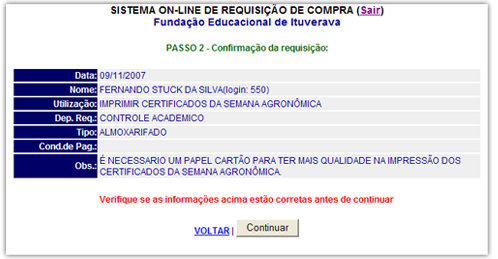 SISTEMA ON-LINE DE REQUISIÇÃO DE COMPRA (Sair)
Fundação Educacional de Ituverava
PASSO 2 - Confirmação da requisição:
Data: 09/11/2007
Nome: FERNANDO STUCK DA SILVA(login: 550)
Utilização: IMPRIMIR CERTIFICADOS DA SEMANA AGRONÔMICA
Dep. Req.: CONTROLE ACADEMICO
Tipo: ALMOXARIFADO
Cond.de Pag.:
Obs.: É NECESSARIO UM PAPEL CARTÃO PARA TER MAIS QUALIDADE NA IMPRESSÃO DOS
CERTIFICADOS DA SEMANA AGRONÔMICA.
Verifique se as informações acima estão corretas antes de continuar
VOLTAR | Continuar